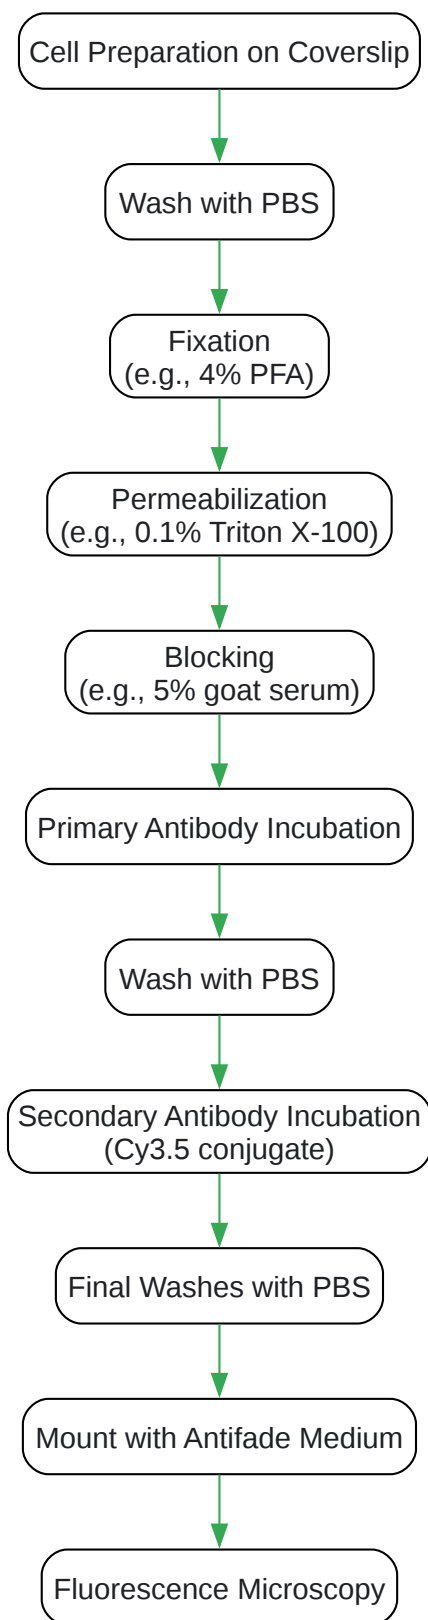 Cell Preparation on Coverslip
Wash with PBS
Fixation
(e.g., 4% PFA)
Permeabilization
(e.g., 0.1% Triton X-100)
Blocking
(e.g., 5% goat serum)
Primary Antibody Incubation
Wash with PBS
Secondary Antibody Incubation
(Cy3.5 conjugate)
Final Washes with PBS
Mount with Antifade Medium
Fluorescence Microscopy